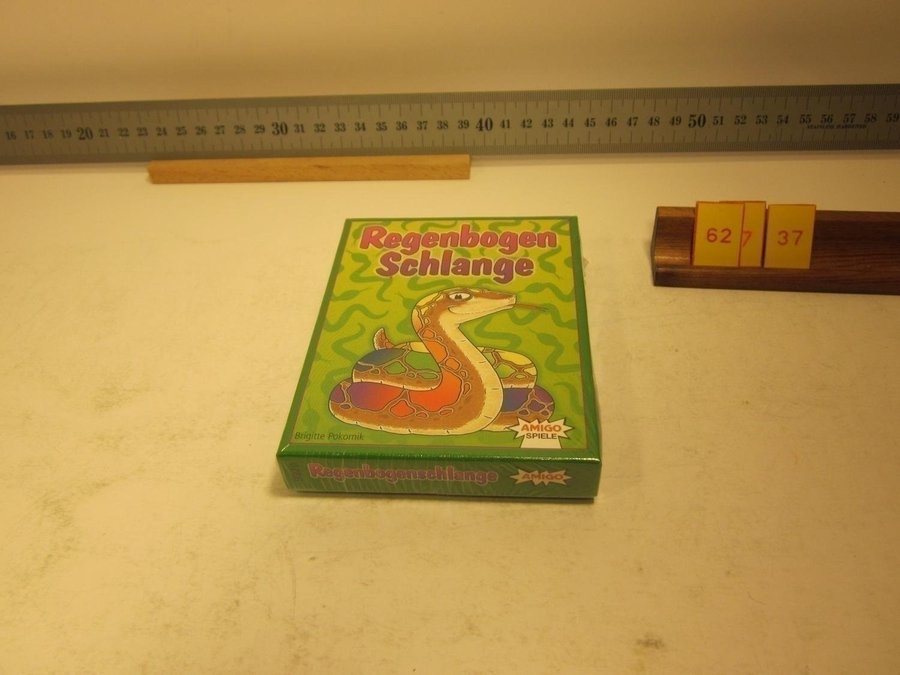 16 17 18 19 20 21 22 23 24 25 26 27 28 29 30 31 32 33 34 35 36 37 38 39 40 41 42 43 44 45 46 47 48 49 50 51 52 53 54 55 56 57 58 59
62 7 37
Regenbogen
Schlange
AMIGO
SPIELE
Brigitte Pokornik
Regenbogenschlange
AMIGO